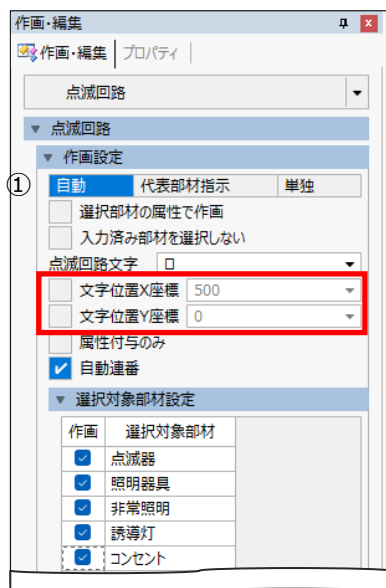 作画・編集
作画・編集 プロパティ
点滅回路
点滅回路
作画設定
① 自動 代表部材指示 単独
選択部材の属性で作画
入力済み部材を選択しない
点滅回路文字 ロ
文字位置X座標 500
文字位置Y座標 0
属性付与のみ
自動連番
選択対象部材設定
作画 選択対象部材
点滅器
照明器具
非常照明
誘導灯
コンセント